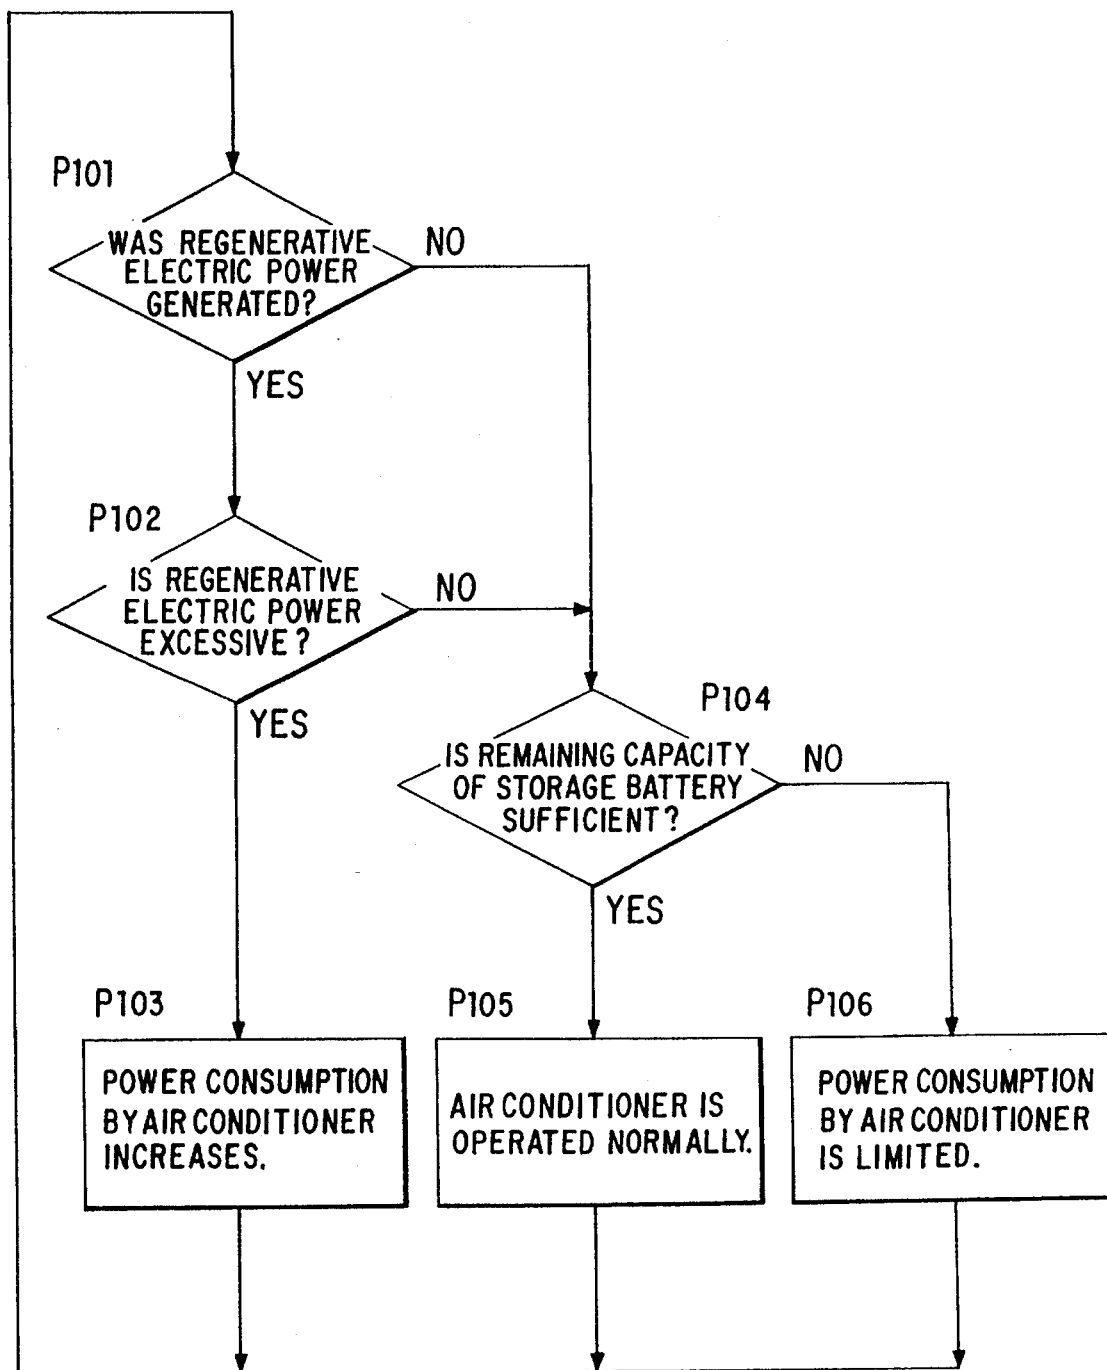 P101
WAS REGENERATIVE
ELECTRIC POWER
GENERATED?
NO
YES
P102
IS REGENERATIVE
ELECTRIC POWER
EXCESSIVE?
NO
YES
P104
IS REMAINING CAPACITY
OF STORAGE BATTERY
SUFFICIENT?
NO
YES
P103
POWER CONSUMPTION
BY AIR CONDITIONER
INCREASES.
P105
AIR CONDITIONER IS
OPERATED NORMALLY.
P106
POWER CONSUMPTION
BY AIR CONDITIONER
IS LIMITED.